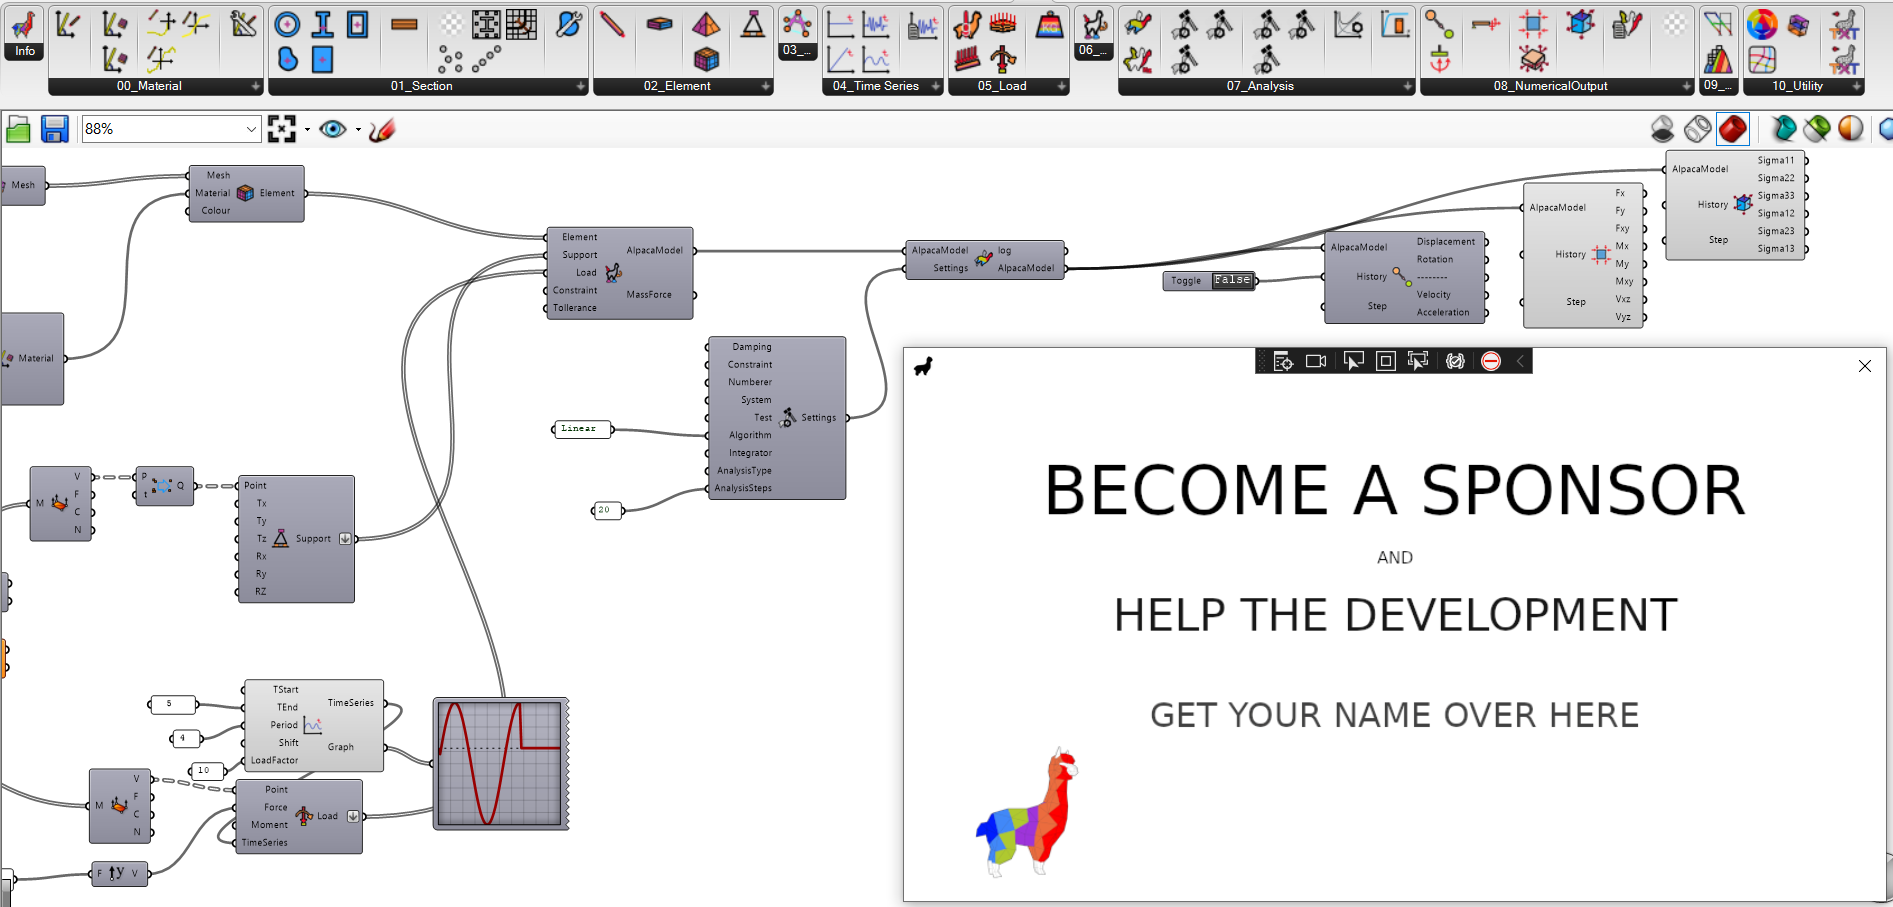 Info
00_Material
01_Section
02_Element
03_...
04_Time Series
05_Load
06_...
07_Analysis
08_NumericalOutput
09_...
10_Utility
88%
Mesh
Mesh
Material
Colour
Element
Material
Element
Support
Load
Constraint
Tollerance
AlpacaModel
MassForce
AlpacaModel
Settings
log
AlpacaModel
Toggle
False
AlpacaModel
History
Step
Displacement
Rotation
--------
Velocity
Acceleration
AlpacaModel
History
Step
Fx
Fy
Fxy
Mx
My
Mxy
Vxz
Vyz
AlpacaModel
History
Step
Sigma11
Sigma22
Sigma33
Sigma12
Sigma23
Sigma13
Damping
Constraint
Numberer
System
Test
Algorithm
Integrator
AnalysisType
AnalysisSteps
Settings
Linear
20
M
V
F
C
N
P
t
Q
Point
Tx
Ty
Tz
Rx
Ry
RZ
Support
5
4
10
TStart
TEnd
Period
Shift
LoadFactor
TimeSeries
Graph
M
V
F
C
N
Point
Force
Moment
TimeSeries
Load
F
y
V
BECOME A SPONSOR
AND
HELP THE DEVELOPMENT
GET YOUR NAME OVER HERE